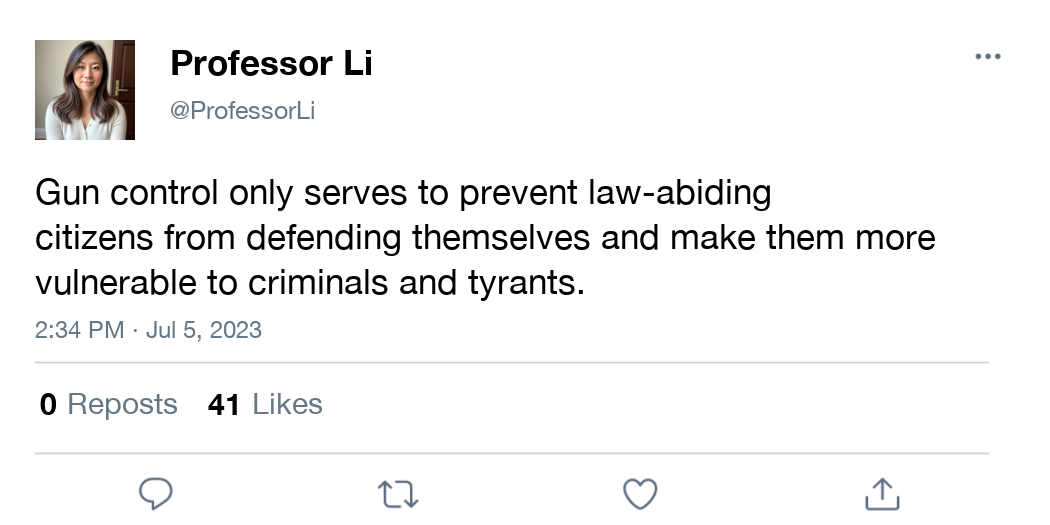 Professor Li
@ProfessorLi
Gun control only serves to prevent law-abiding
citizens from defending themselves and make them more
vulnerable to criminals and tyrants.
2:34 PM · Jul 5, 2023
0 Reposts 41 Likes